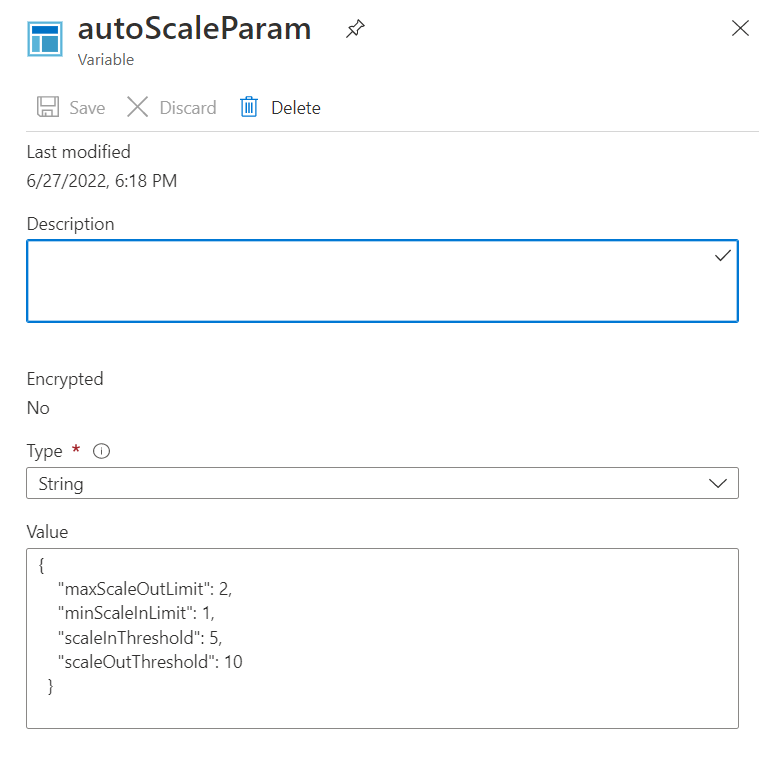 autoScaleParam
Variable
Save Discard Delete
Last modified
6/27/2022, 6:18 PM
Description
Encrypted
No
Type *
String
Value
{
"maxScaleOutLimit": 2,
"minScaleInLimit": 1,
"scaleInThreshold": 5,
"scaleOutThreshold": 10
}